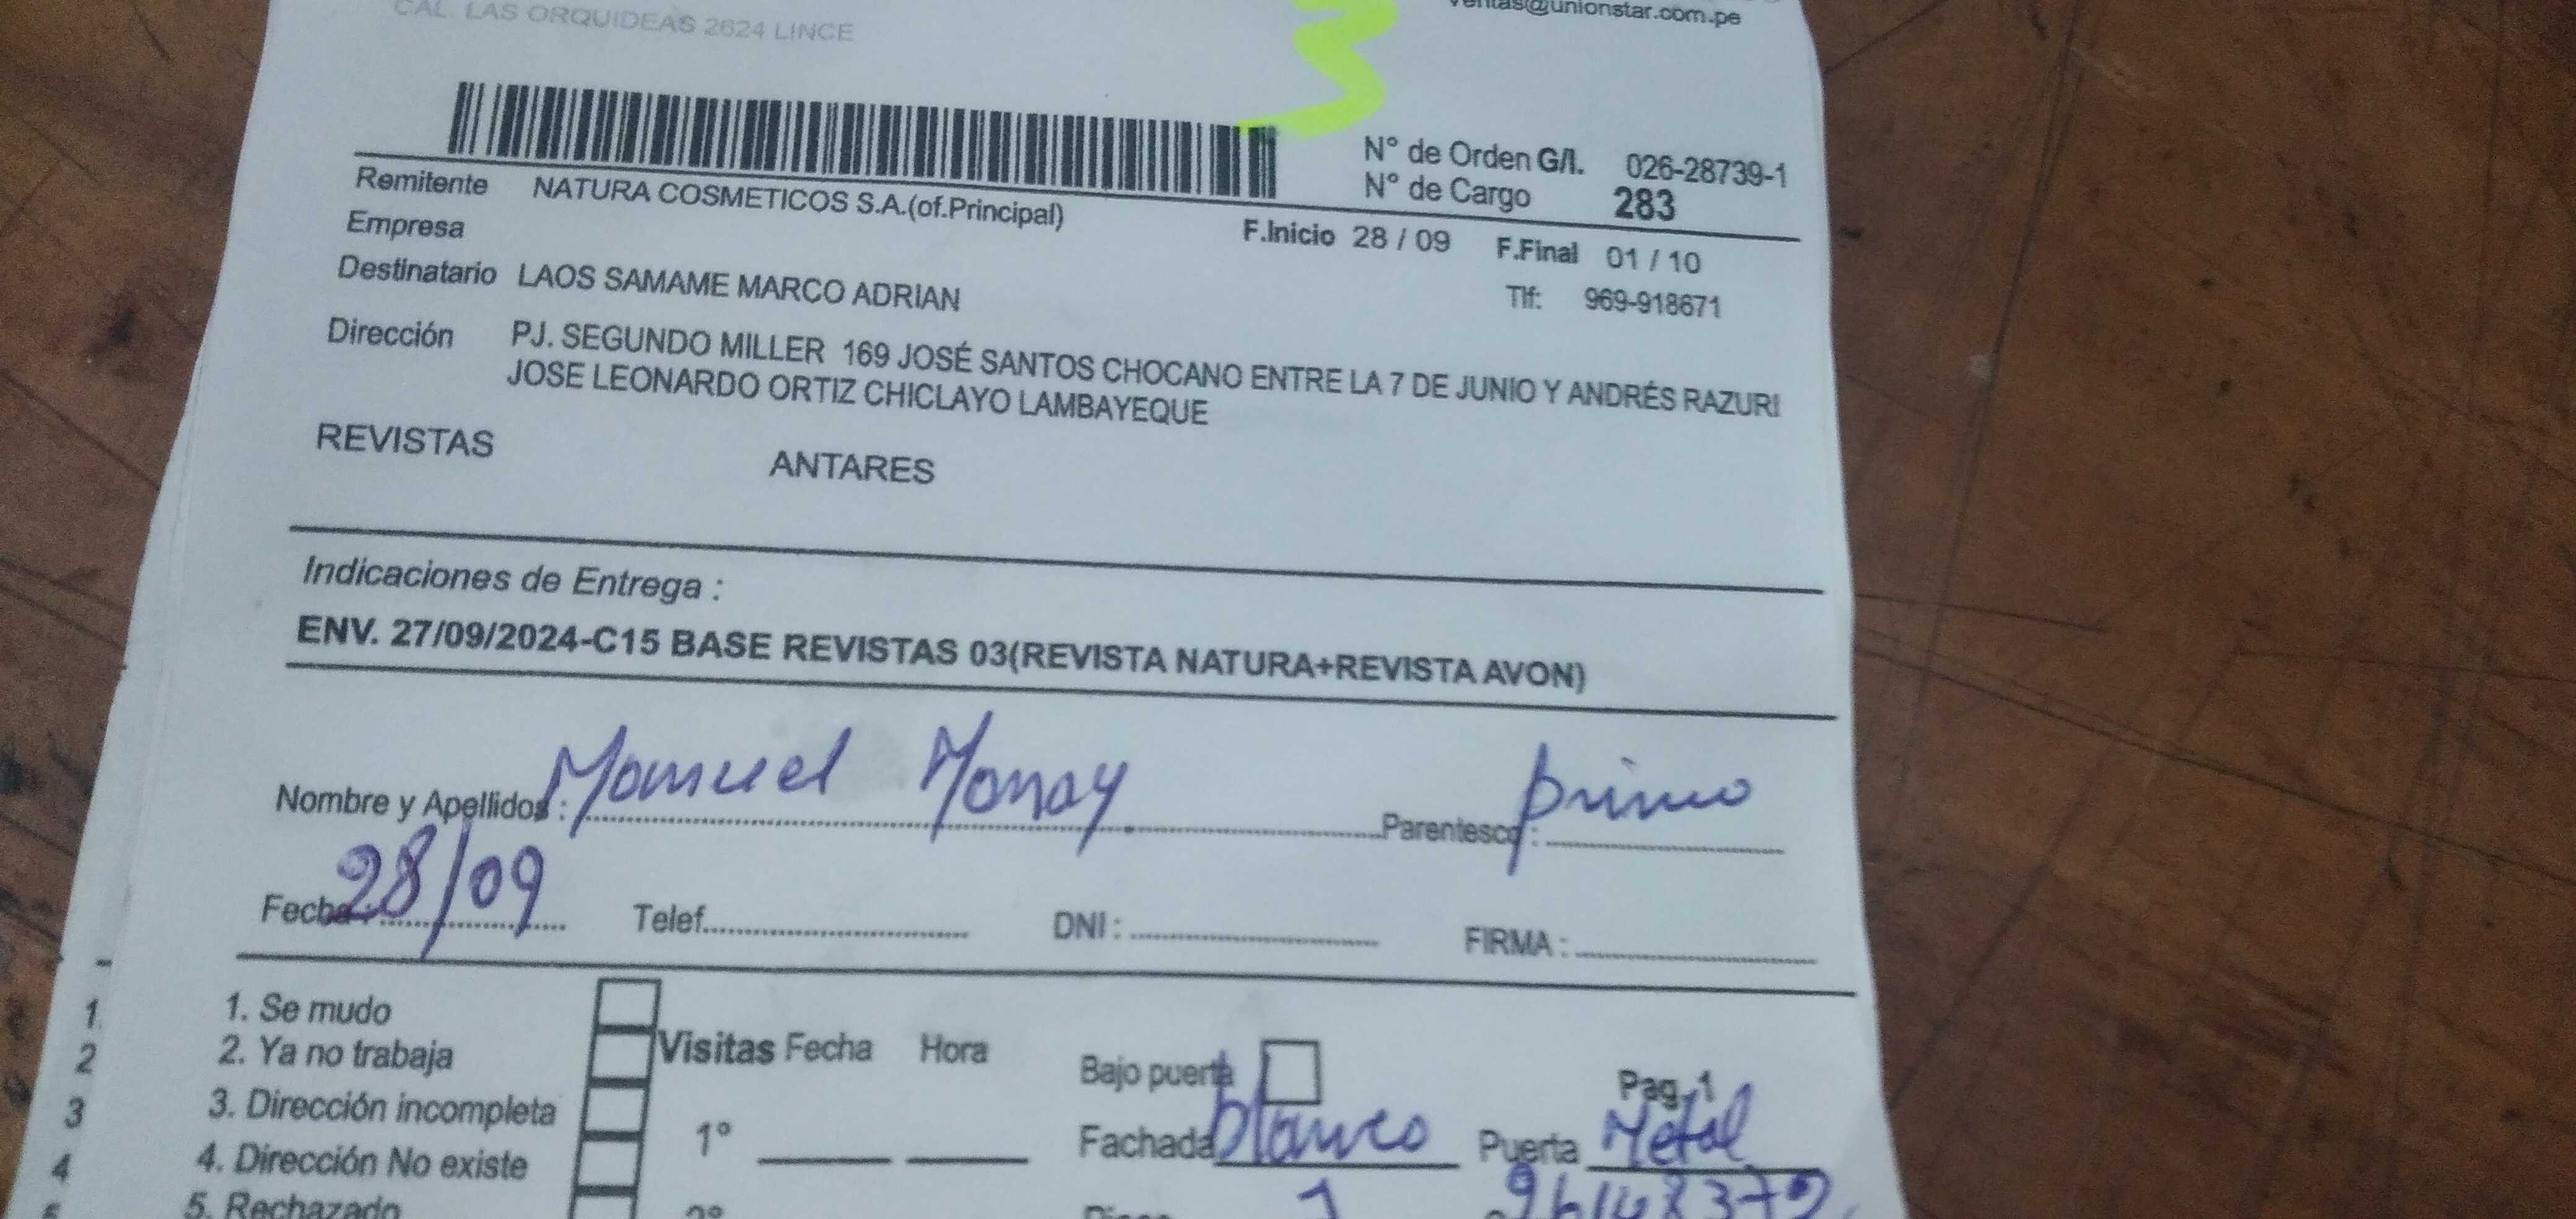 CAL. LAS ORQUIDEAS 2624 LINCE
ventas@unionstar.com.pe
N° de Orden G/I. 026-28739-1
N° de Cargo 283
Remitente NATURA COSMETICOS S.A.(of.Principal)
Empresa
F.Inicio 28 / 09 F.Final 01 / 10
Destinatario LAOS SAMAME MARCO ADRIAN
Tlf: 969-918671
Dirección PJ. SEGUNDO MILLER 169 JOSÉ SANTOS CHOCANO ENTRE LA 7 DE JUNIO Y ANDRÉS RAZURI
JOSE LEONARDO ORTIZ CHICLAYO LAMBAYEQUE
REVISTAS ANTARES
Indicaciones de Entrega :
ENV. 27/09/2024-C15 BASE REVISTAS 03(REVISTA NATURA+REVISTA AVON)
Nombre y Apellidos : Manuel Monay Parentesco : primo
Fecha : 28/09 Telef. DNI : FIRMA :
1 1. Se mudo
2 2. Ya no trabaja
3 3. Dirección incompleta
4 4. Dirección No existe
5. Rechazado
Visitas Fecha Hora
1°
2°
Bajo puerta Pag. 1
Fachada blanco Puerta Metal
1